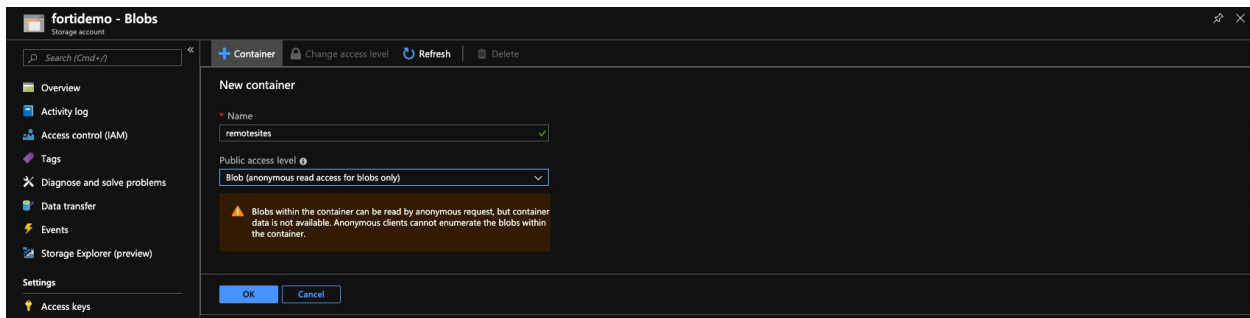 fortidemo - Blobs
Storage account
Search (Cmd+/)
«
Overview
Activity log
Access control (IAM)
Tags
Diagnose and solve problems
Data transfer
Events
Storage Explorer (preview)
Settings
Access keys
Container
Change access level
Refresh
Delete
New container
* Name
remotesites
Public access level
Blob (anonymous read access for blobs only)
Blobs within the container can be read by anonymous request, but container
data is not available. Anonymous clients cannot enumerate the blobs within
the container.
OK
Cancel